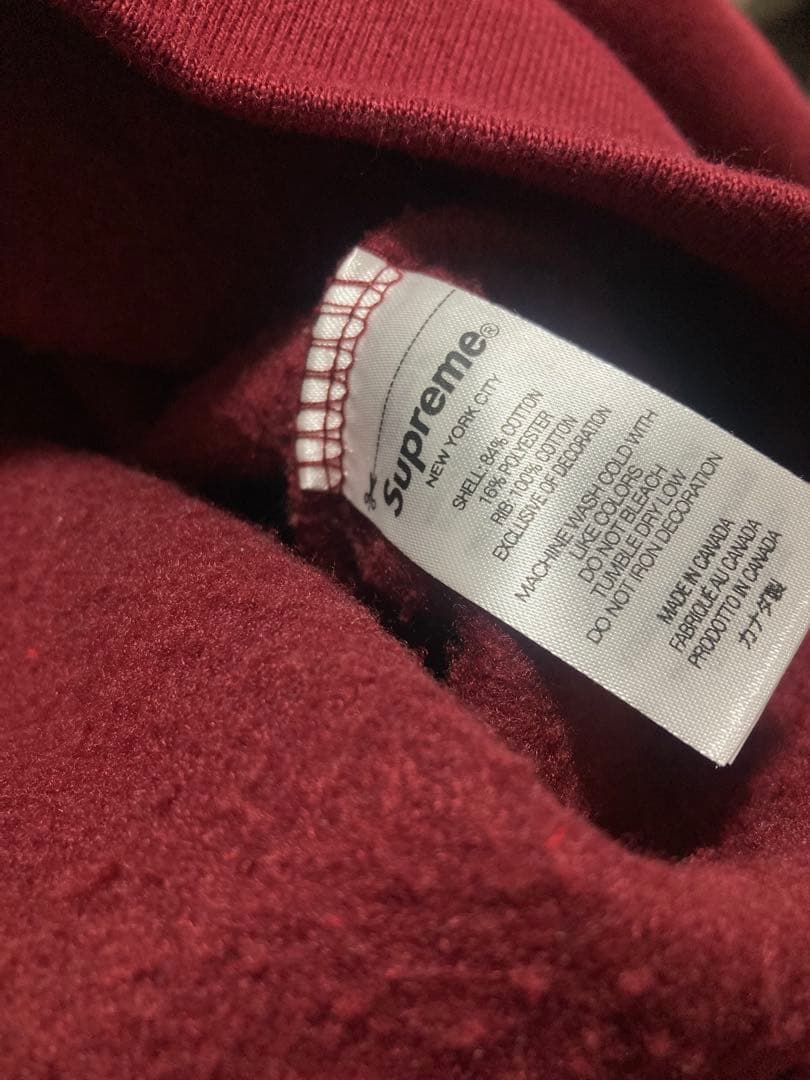 Supreme®
NEW YORK CITY
SHELL: 84% COTTON
16% POLYESTER
RIB: 100% COTTON
EXCLUSIVE OF DECORATION
MACHINE WASH COLD WITH
LIKE COLORS
DO NOT BLEACH
TUMBLE DRY LOW
DO NOT IRON DECORATION
MADE IN CANADA
FABRIQUÉ AU CANADA
PRODOTTO IN CANADA
カナダ製